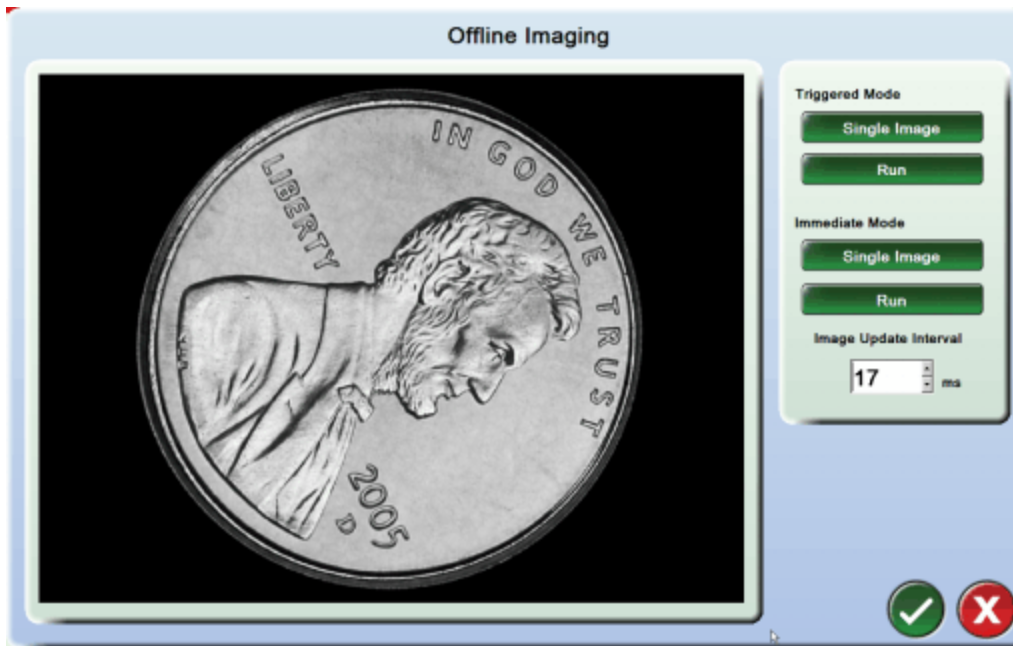 Offline Imaging
IN GOD WE TRUST
LIBERTY
2005
D
Triggered Mode
Single Image
Run
Immediate Mode
Single Image
Run
Image Update Interval
17 ms